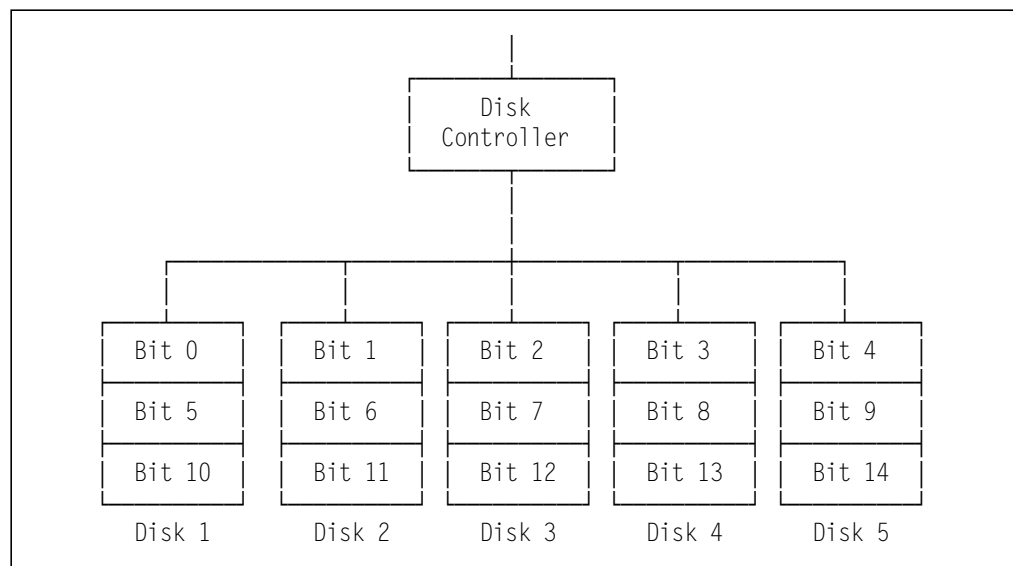 Disk
Controller
Bit 0 Bit 1 Bit 2 Bit 3 Bit 4
Bit 5 Bit 6 Bit 7 Bit 8 Bit 9
Bit 10 Bit 11 Bit 12 Bit 13 Bit 14
Disk 1 Disk 2 Disk 3 Disk 4 Disk 5